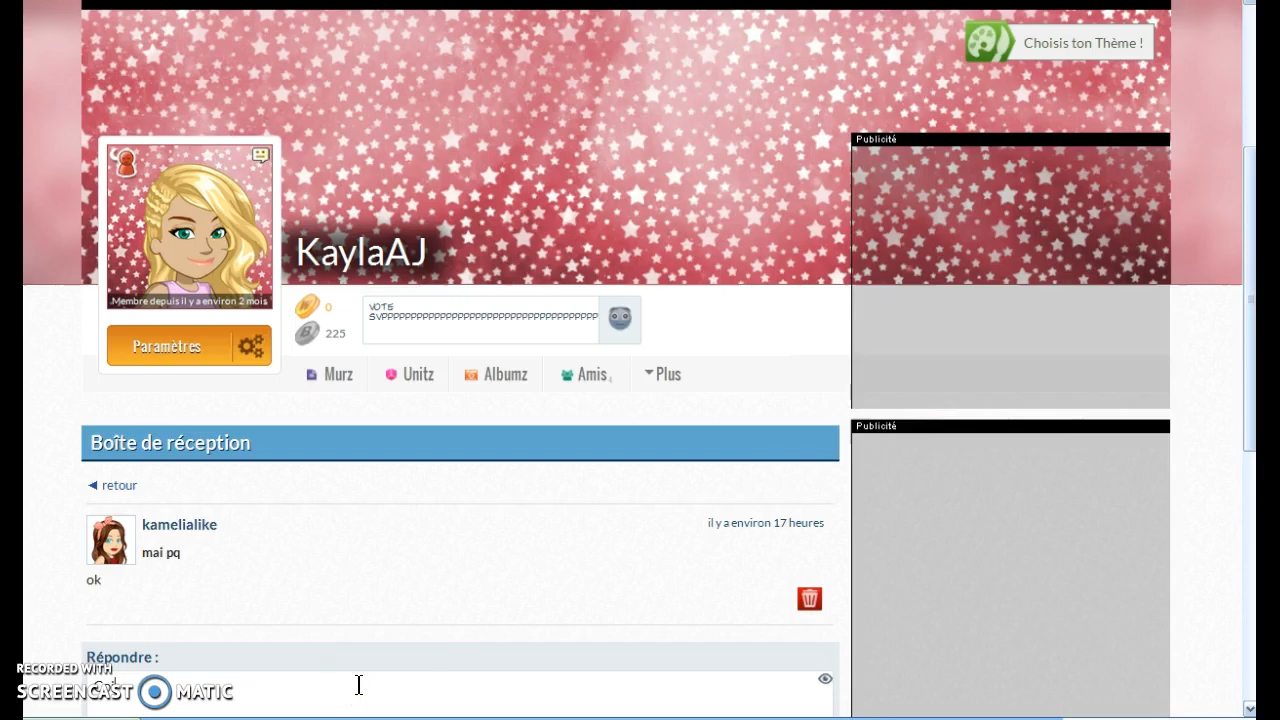 Choisis ton Thème !
Publicité
Membre depuis il y a environ 2 mois
KaylaAJ
Paramètres
0
225
VOTE
SVPPPPPPPPPPPPPPPPPPPPPPPPPPPPPPPPPPPPP
Murz
Unitz
Albumz
Amis 4
Plus
Publicité
Boîte de réception
retour
kamelialike
il y a environ 17 heures
mai pq
ok
Répondre :
RECORDED WITH
SCREENCAST MATIC